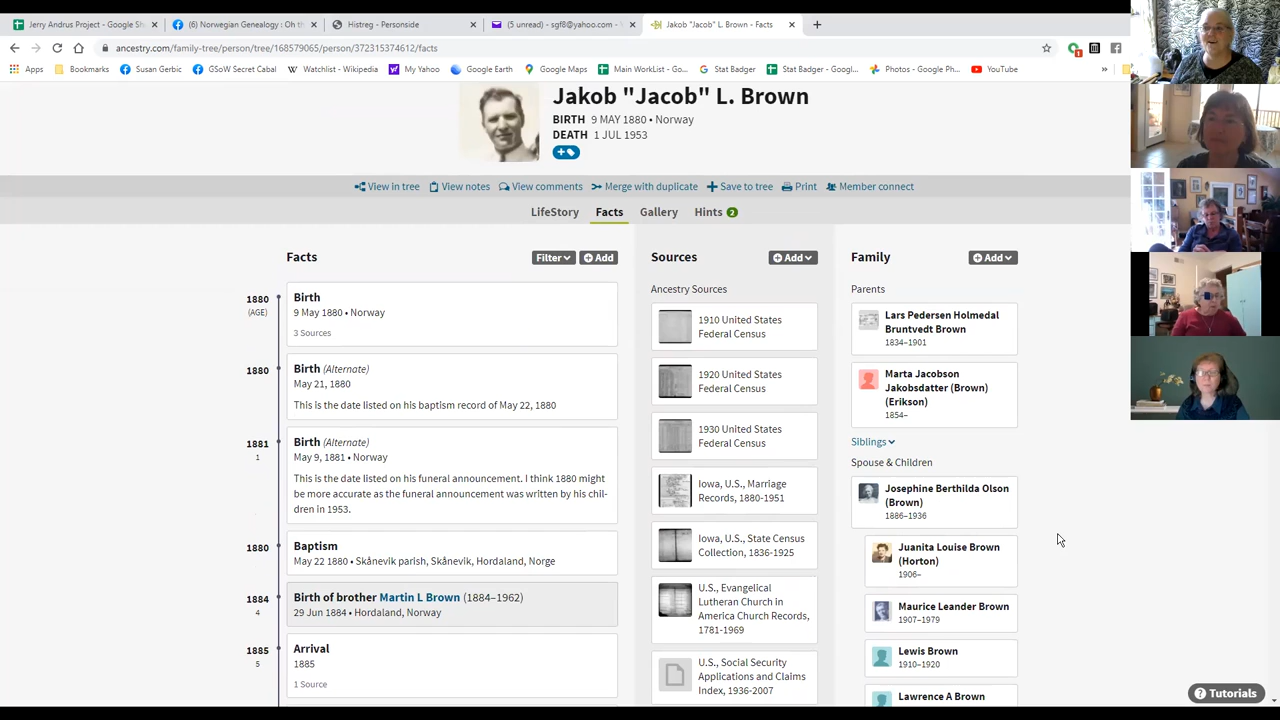 Jerry Andrus Project - Google Sh
(6) Norwegian Genealogy : Oh th
Histreg - Personside
(5 unread) - sgf8@yahoo.com -
Jakob "Jacob" L. Brown - Facts
ancestry.com/family-tree/person/tree/168579065/person/372315374612/facts
Apps
Bookmarks
Susan Gerbic
GSoW Secret Cabal
Watchlist - Wikipedia
My Yahoo
Google Earth
Google Maps
Main WorkList - Go...
Stat Badger
Stat Badger - Googl...
Photos - Google Ph...
YouTube
Jakob "Jacob" L. Brown
BIRTH 9 MAY 1880 • Norway
DEATH 1 JUL 1953
View in tree
View notes
View comments
Merge with duplicate
Save to tree
Print
Member connect
LifeStory
Facts
Gallery
Hints 2
Facts
Filter
Add
1880
(AGE)
Birth
9 May 1880 • Norway
3 Sources
1880
Birth (Alternate)
May 21, 1880
This is the date listed on his baptism record of May 22, 1880
1881
1
Birth (Alternate)
May 9, 1881 • Norway
This is the date listed on his funeral announcement. I think 1880 might
be more accurate as the funeral announcement was written by his chil-
dren in 1953.
1880
Baptism
May 22 1880 • Skånevik parish, Skånevik, Hordaland, Norge
1884
4
Birth of brother Martin L Brown (1884–1962)
29 Jun 1884 • Hordaland, Norway
1885
5
Arrival
1885
1 Source
Sources
Add
Ancestry Sources
1910 United States
Federal Census
1920 United States
Federal Census
1930 United States
Federal Census
Iowa, U.S., Marriage
Records, 1880-1951
Iowa, U.S., State Census
Collection, 1836-1925
U.S., Evangelical
Lutheran Church in
America Church Records,
1781-1969
U.S., Social Security
Applications and Claims
Index, 1936-2007
Family
Add
Parents
Lars Pedersen Holmedal
Bruntvedt Brown
1834–1901
Marta Jacobson
Jakobsdatter (Brown)
(Erikson)
1854–
Siblings
Spouse & Children
Josephine Berthilda Olson
(Brown)
1886–1936
Juanita Louise Brown
(Horton)
1906–
Maurice Leander Brown
1907–1979
Lewis Brown
1910–1920
Lawrence A Brown
Tutorials